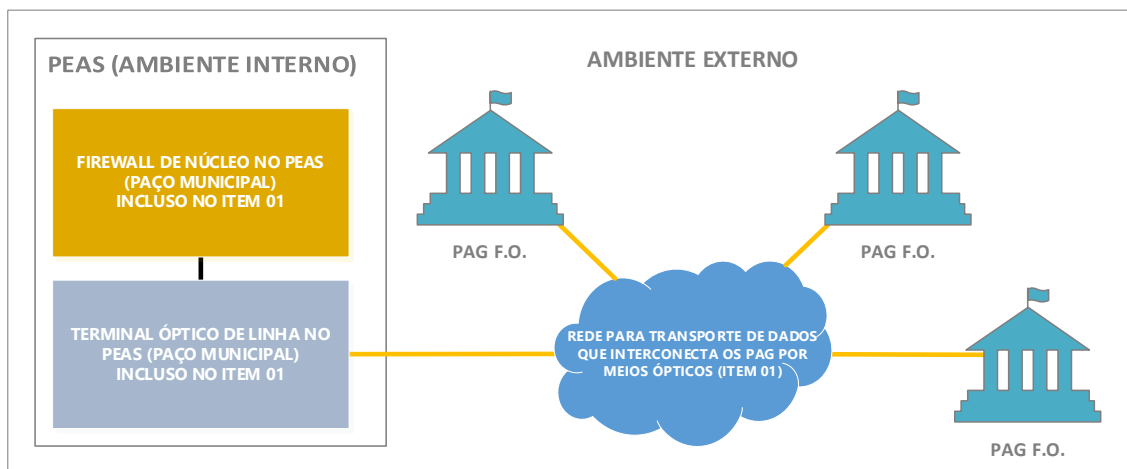 PEAS (AMBIENTE INTERNO)
AMBIENTE EXTERNO
FIREWALL DE NÚCLEO NO PEAS
(PAÇO MUNICIPAL)
INCLUSO NO ITEM 01
PAG F.O.
PAG F.O.
TERMINAL ÓPTICO DE LINHA NO
PEAS (PAÇO MUNICIPAL)
INCLUSO NO ITEM 01
REDE PARA TRANSPORTE DE DADOS
QUE INTERCONECTA OS PAG POR
MEIOS ÓPTICOS (ITEM 01)
PAG F.O.